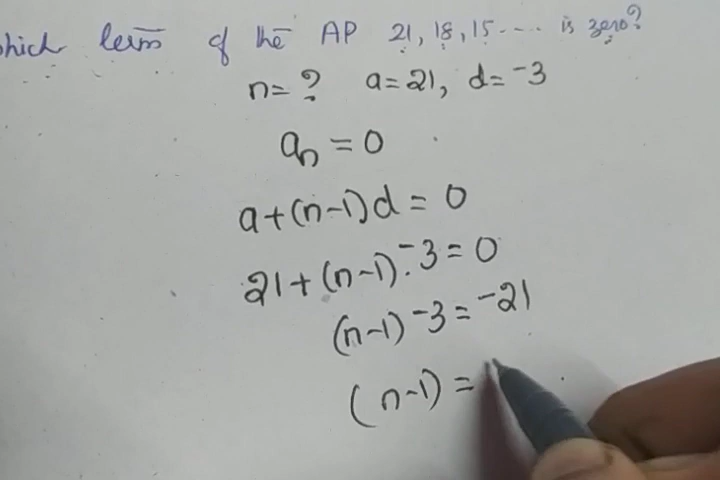 which term of the AP 21, 18, 15.... is zero?
n=? a=21, d=-3
an = 0
a+(n-1)d = 0
21+(n-1).-3=0
(n-1)-3=-21
(n-1) =